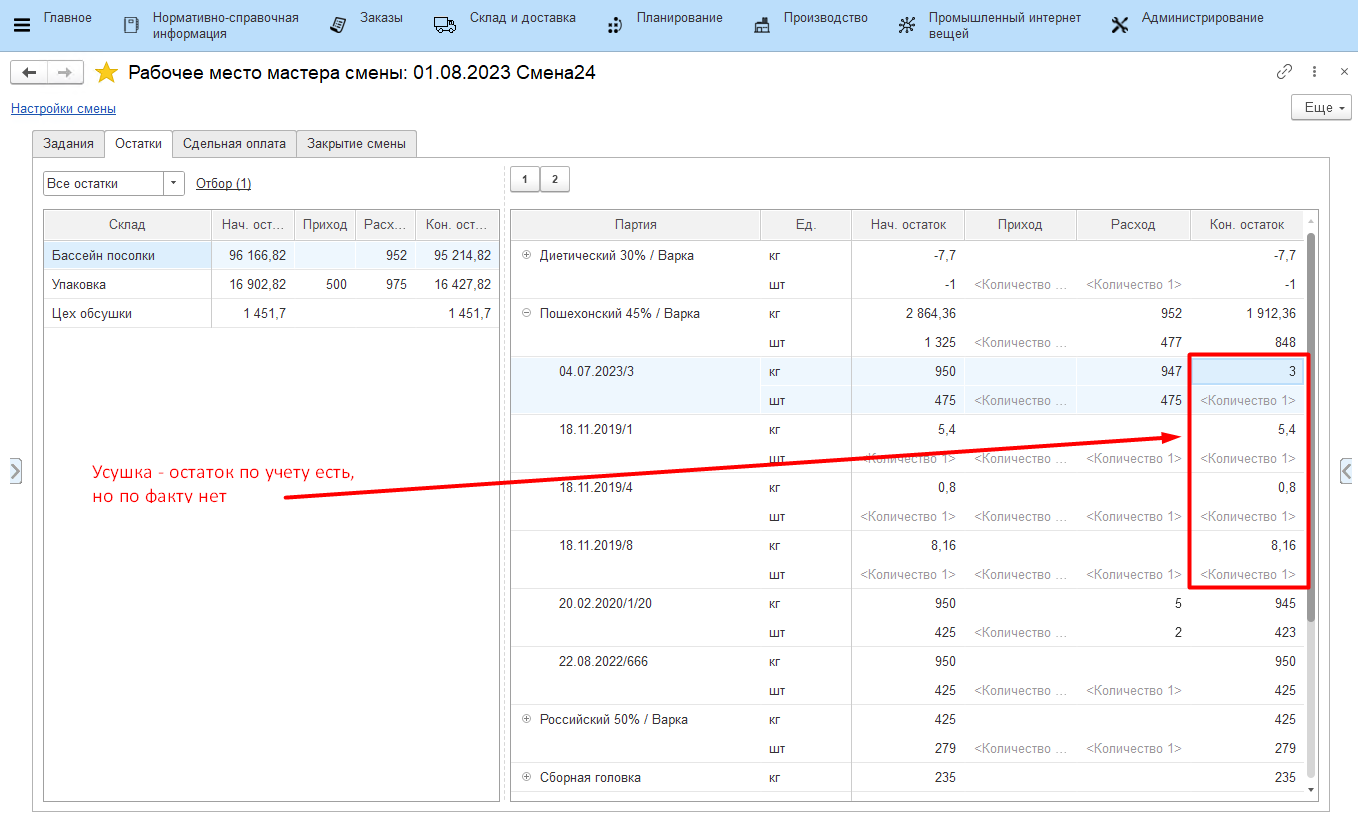 Главное
Нормативно-справочная
информация
Заказы
Склад и доставка
Планирование
Производство
Промышленный интернет
вещей
Администрирование
Рабочее место мастера смены: 01.08.2023 Смена24
Настройки смены
Еще
Задания Остатки Сдельная оплата Закрытие смены
Все остатки Отбор (1)
Склад Нач. ост... Приход Расх... Кон. ост...
Бассейн посолки 96 166,82 952 95 214,82
Упаковка 16 902,82 500 975 16 427,82
Цех обсушки 1 451,7 1 451,7
Усушка - остаток по учету есть,
но по факту нет
1 2
Партия Ед. Нач. остаток Приход Расход Кон. остаток
Диетический 30% / Варка кг -7,7 -7,7
шт -1 <Количество ... <Количество 1> -1
Пошехонский 45% / Варка кг 2 864,36 952 1 912,36
шт 1 325 <Количество ... 477 848
04.07.2023/3 кг 950 947 3
шт 475 <Количество ... 475 <Количество 1>
18.11.2019/1 кг 5,4 5,4
шт <Количество 1> <Количество ... <Количество 1> <Количество 1>
18.11.2019/4 кг 0,8 0,8
шт <Количество 1> <Количество ... <Количество 1> <Количество 1>
18.11.2019/8 кг 8,16 8,16
шт <Количество 1> <Количество ... <Количество 1> <Количество 1>
20.02.2020/1/20 кг 950 5 945
шт 425 <Количество ... 2 423
22.08.2022/666 кг 950 950
шт 425 <Количество ... <Количество 1> 425
Российский 50% / Варка кг 425 425
шт 279 <Количество ... <Количество 1> 279
Сборная головка кг 235 235